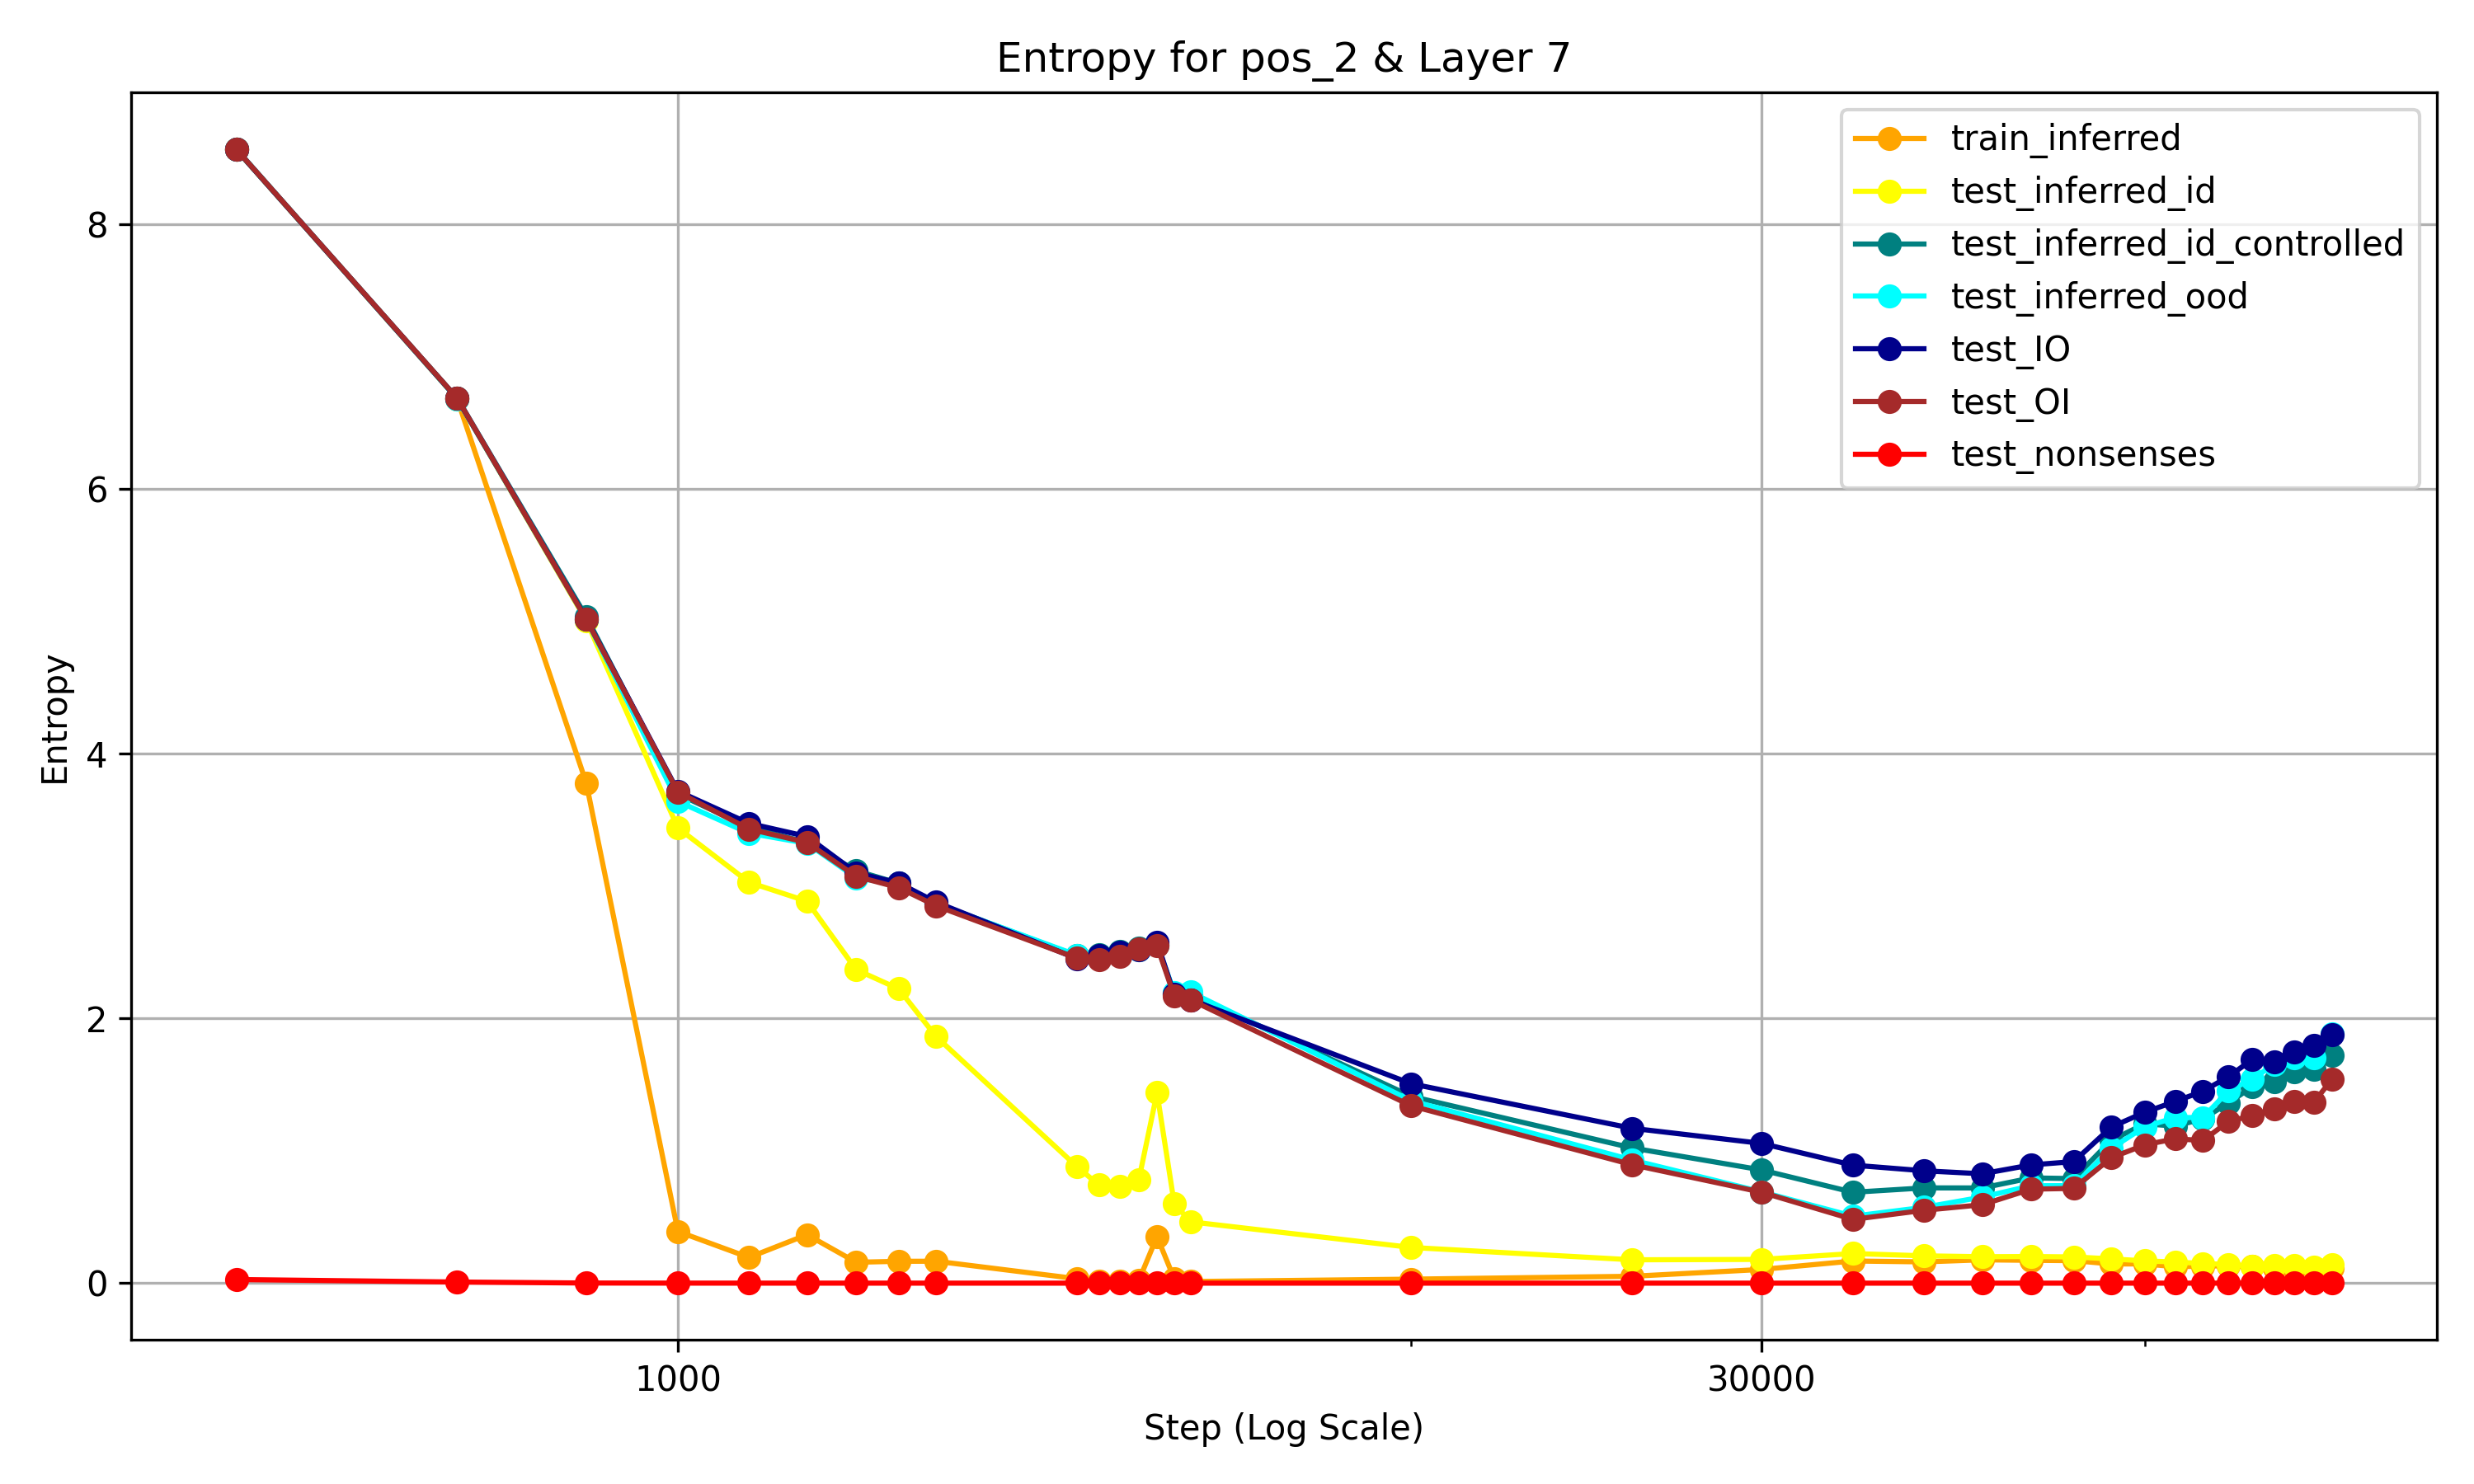 Entropy for pos_2 & Layer 7
train_inferred
test_inferred_id
test_inferred_id_controlled
test_inferred_ood
test_IO
test_OI
test_nonsenses
Entropy
8
6
4
2
0
1000
30000
Step (Log Scale)